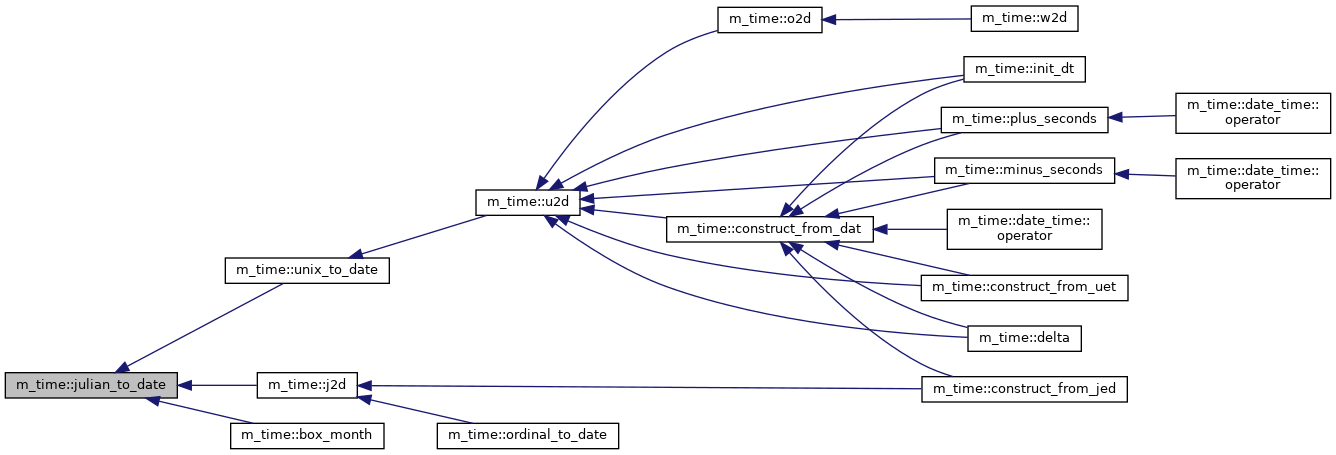 m_time::o2d
m_time::w2d
m_time::init_dt
m_time::plus_seconds
m_time::date_time::
operator
m_time::minus_seconds
m_time::date_time::
operator
m_time::u2d
m_time::construct_from_dat
m_time::date_time::
operator
m_time::unix_to_date
m_time::construct_from_uet
m_time::delta
m_time::julian_to_date
m_time::j2d
m_time::construct_from_jed
m_time::box_month
m_time::ordinal_to_date